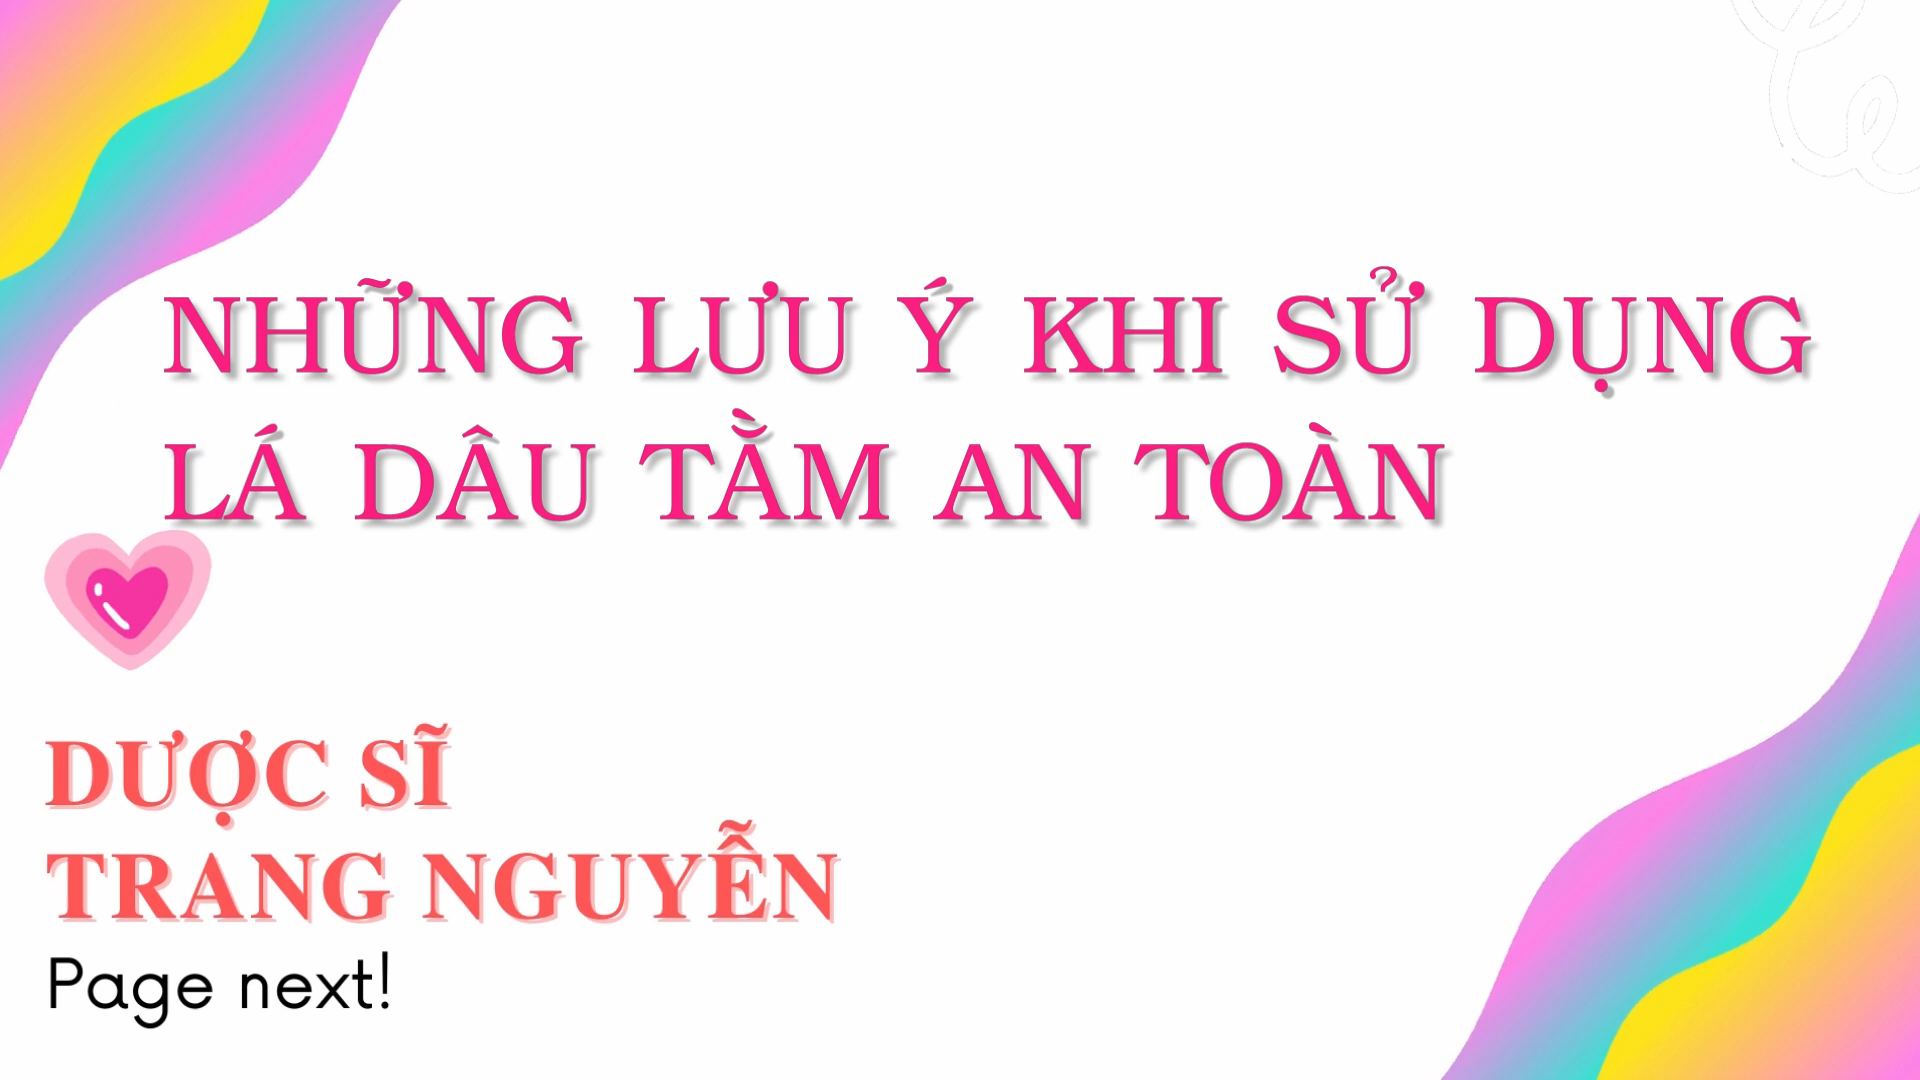 NHỮNG LƯU Ý KHI SỬ DỤNG
LÁ DÂU TẰM AN TOÀN
DƯỢC SĨ
TRANG NGUYỄN
Page next!